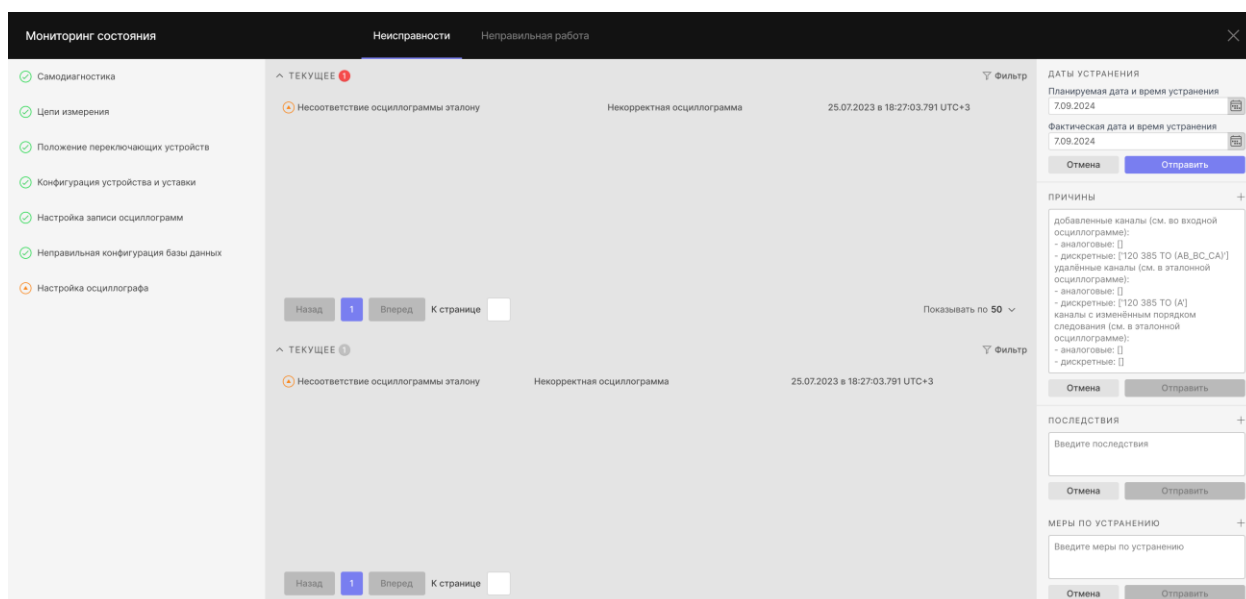 Мониторинг состояния
Неисправности
Неправильная работа
Самодиагностика
Цепи измерения
Положение переключающих устройств
Конфигурация устройства и уставки
Настройка записи осциллограмм
Неправильная конфигурация базы данных
Настройка осциллографа
ТЕКУЩЕЕ 1
Фильтр
Несоответствие осциллограммы эталону Некорректная осциллограмма 25.07.2023 в 18:27:03.791 UTC+3
Назад 1 Вперед К странице
Показывать по 50
ТЕКУЩЕЕ 1
Фильтр
Несоответствие осциллограммы эталону Некорректная осциллограмма 25.07.2023 в 18:27:03.791 UTC+3
Назад 1 Вперед К странице
ДАТЫ УСТРАНЕНИЯ
Планируемая дата и время устранения
7.09.2024
Фактическая дата и время устранения
7.09.2024
Отмена Отправить
ПРИЧИНЫ
добавленные каналы (см. во входной
осциллограмме):
- аналоговые: []
- дискретные: ['120 385 ТО (AB_BC_CA)']
удалённые каналы (см. в эталонной
осциллограмме):
- аналоговые: []
- дискретные: ['120 385 ТО (А']
каналы с изменённым порядком
следования (см. в эталонной
осциллограмме):
- аналоговые: []
- дискретные: []
Отмена Отправить
ПОСЛЕДСТВИЯ
Введите последствия
Отмена Отправить
МЕРЫ ПО УСТРАНЕНИЮ
Введите меры по устранению
Отмена Отправить